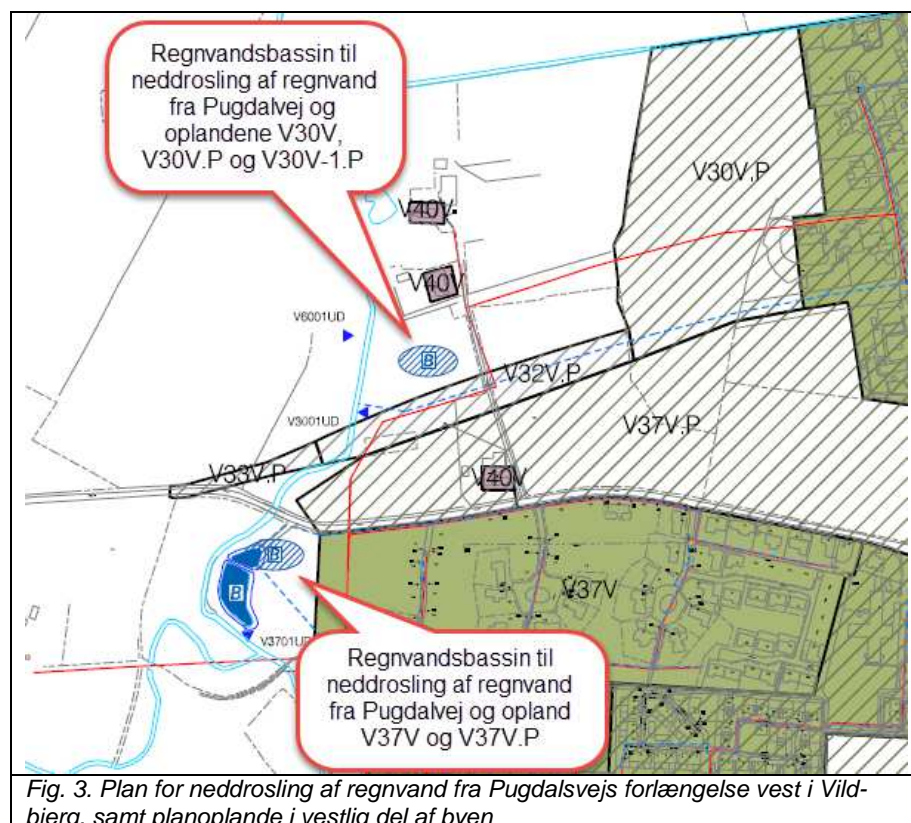 Regnvandsbassin til
neddrosling af regnvand
fra Pugdalvej og
oplandene V30V,
V30V.P og V30V-1.P
V30V.P
V40V
V40V
V6001UD
B
V32V.P
V3001UD
V37V.P
V33V.P
V40V
B
B
V37V
V3701UD
Regnvandsbassin til
neddrosling af regnvand
fra Pugdalvej og opland
V37V og V37V.P
Fig. 3. Plan for neddrosling af regnvand fra Pugdalsvejs forlængelse vest i Vild-
bjerg, samt planoplande i vestlig del af byen